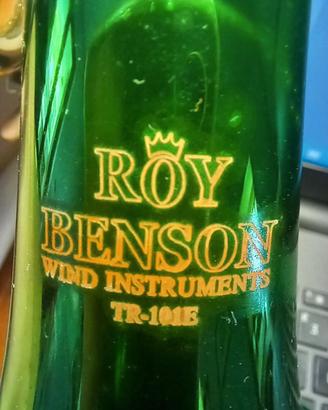 ROY
BENSON
WIND INSTRUMENTS
TR-101E